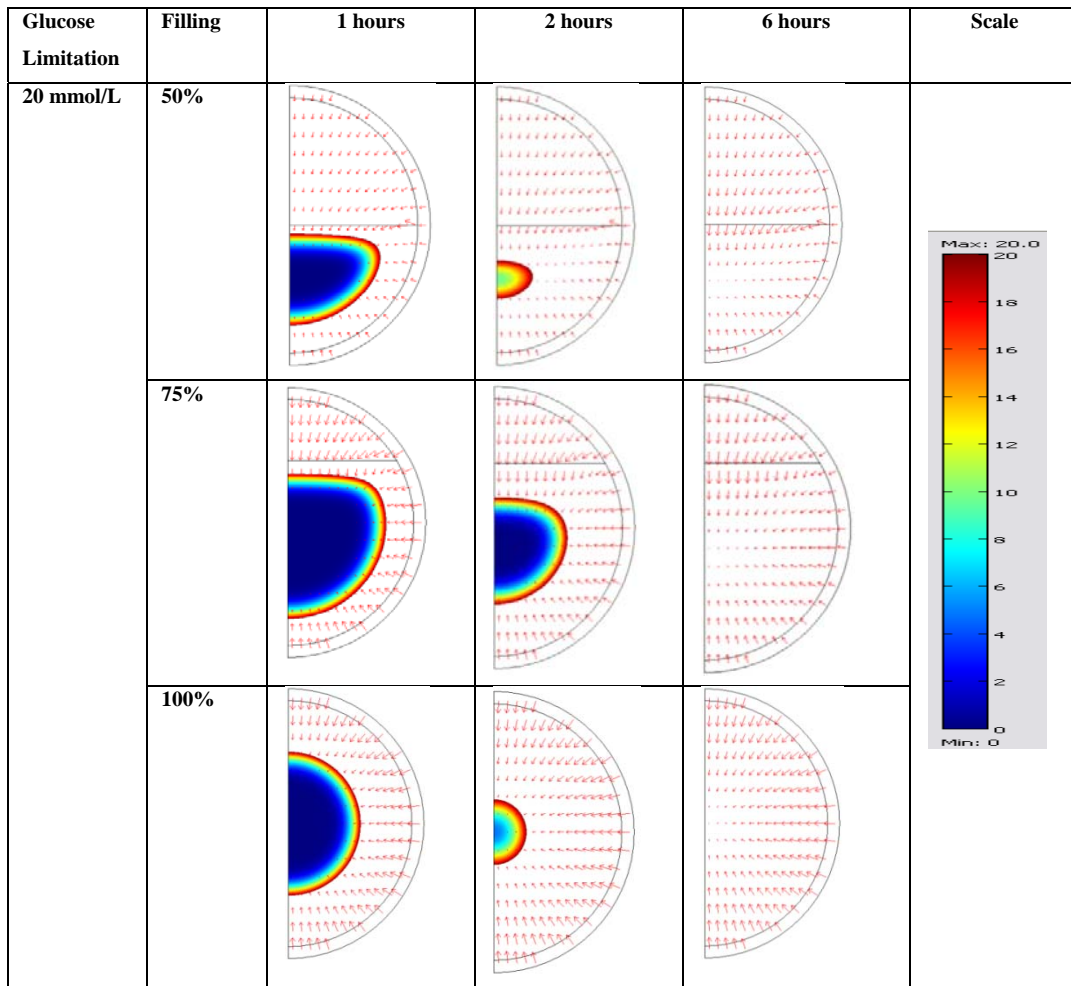 Glucose Limitation
Filling
1 hours
2 hours
6 hours
Scale
20 mmol/L
50%
75%
100%
Max: 20.0
20
18
16
14
12
10
8
6
4
2
0
Min: 0